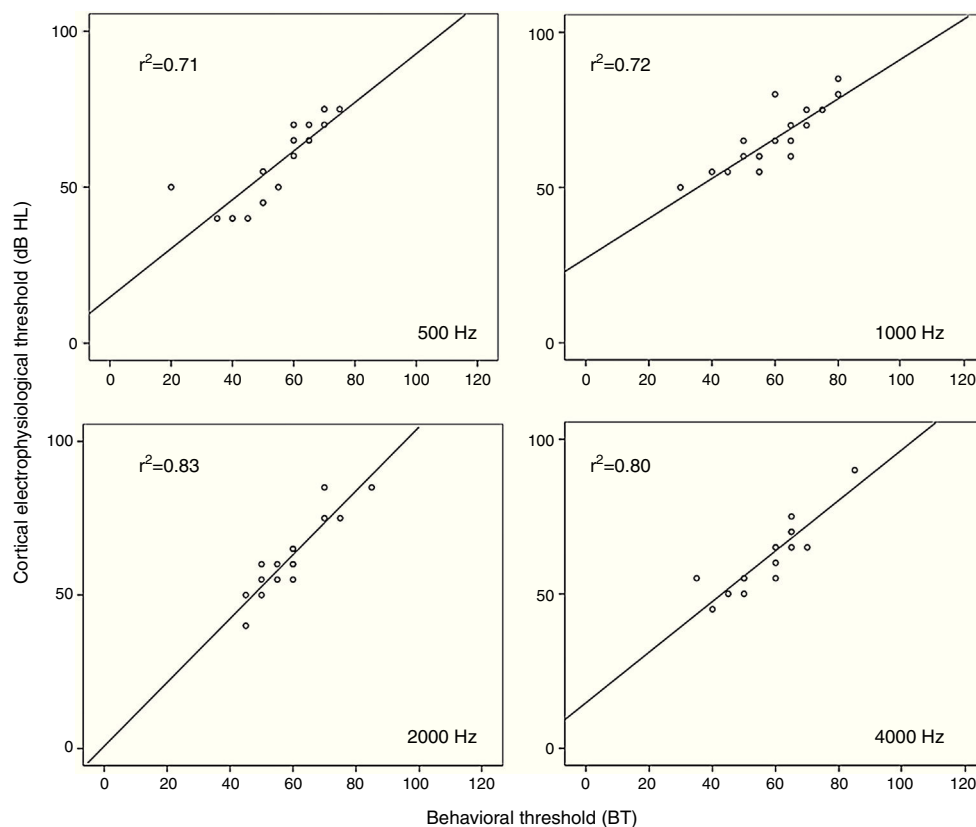 Cortical electrophysiological threshold (dB HL)
100
50
0
r²=0.71
500 Hz
0 20 40 60 80 100 120
100
50
0
r²=0.72
1000 Hz
0 20 40 60 80 100 120
100
50
0
r²=0.83
2000 Hz
0 20 40 60 80 100 120
100
50
0
r²=0.80
4000 Hz
0 20 40 60 80 100 120
Behavioral threshold (BT)